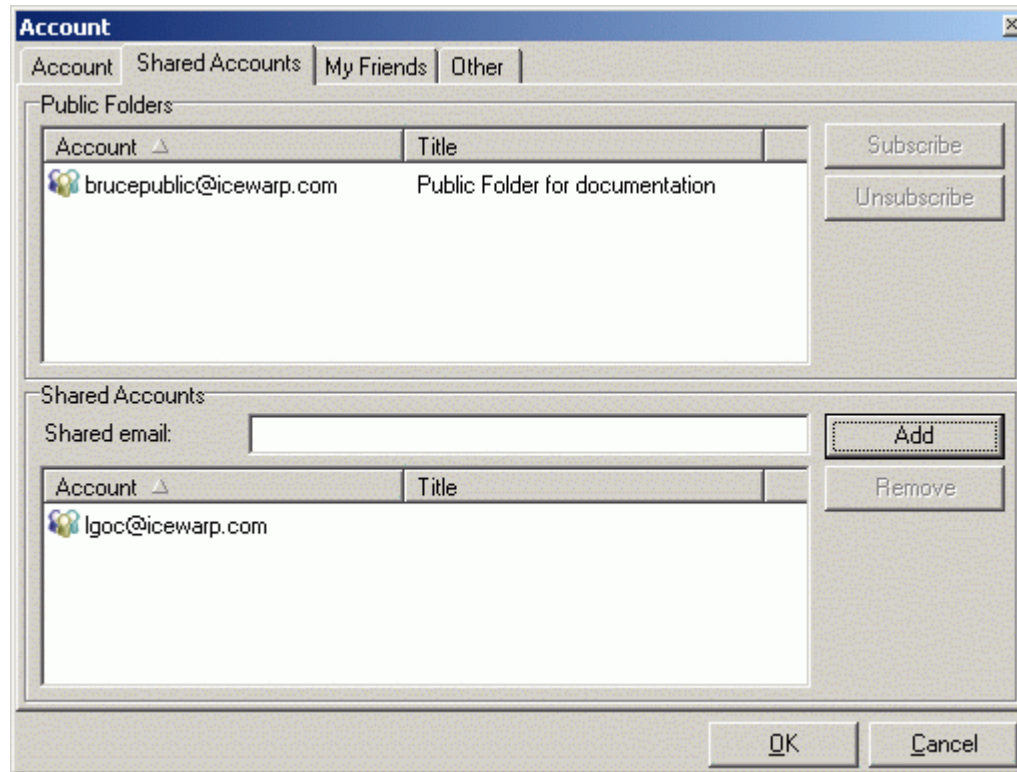 Account
Account Shared Accounts My Friends Other
Public Folders
Account Title
Subscribe
brucepublic@icewarp.com Public Folder for documentation
Unsubscribe
Shared Accounts
Shared email: Add
Account Title
Remove
lgoc@icewarp.com
OK Cancel